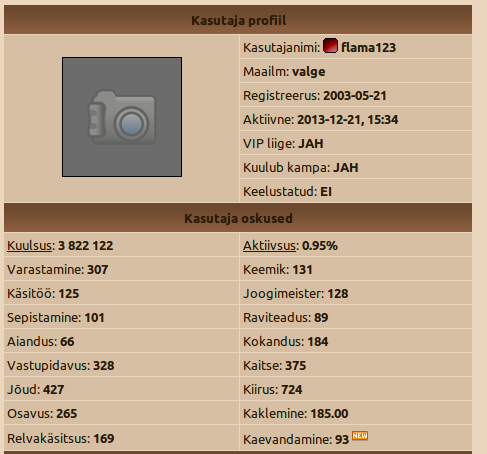 Kasutaja profiil
Kasutajanimi: flama123
Maailm: valge
Registreerus: 2003-05-21
Aktiivne: 2013-12-21, 15:34
VIP liige: JAH
Kuulub kampa: JAH
Keelustatud: EI
Kasutaja oskused
Kuulsus: 3 822 122 Aktiivsus: 0.95%
Varastamine: 307 Keemik: 131
Käsitöö: 125 Joogimeister: 128
Sepistamine: 101 Raviteadus: 89
Aiandus: 66 Kokandus: 184
Vastupidavus: 328 Kaitse: 375
Jõud: 427 Kiirus: 724
Osavus: 265 Kaklemine: 185.00
Relvakäsitsus: 169 Kaevandamine: 93 NEW